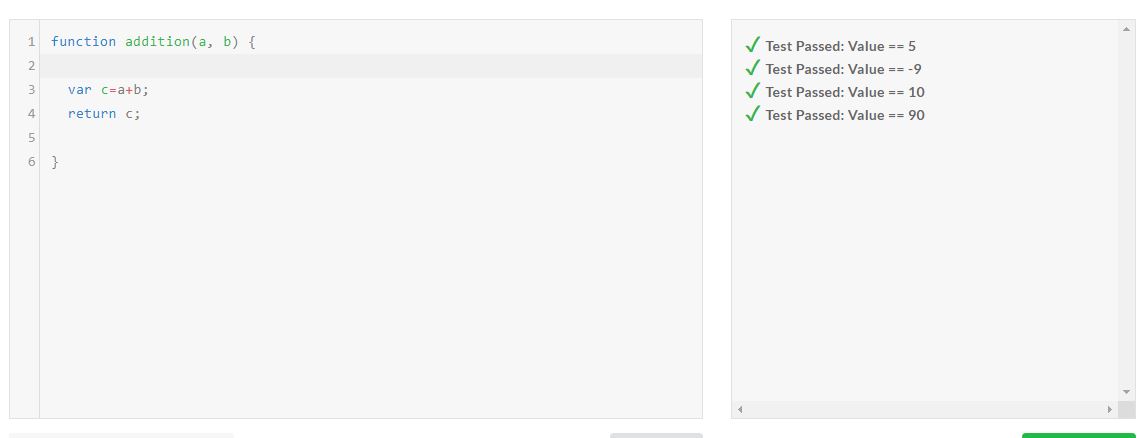 1 function addition(a, b) {
2
3 var c=a+b;
4 return c;
5
6 }
✓ Test Passed: Value == 5
✓ Test Passed: Value == -9
✓ Test Passed: Value == 10
✓ Test Passed: Value == 90